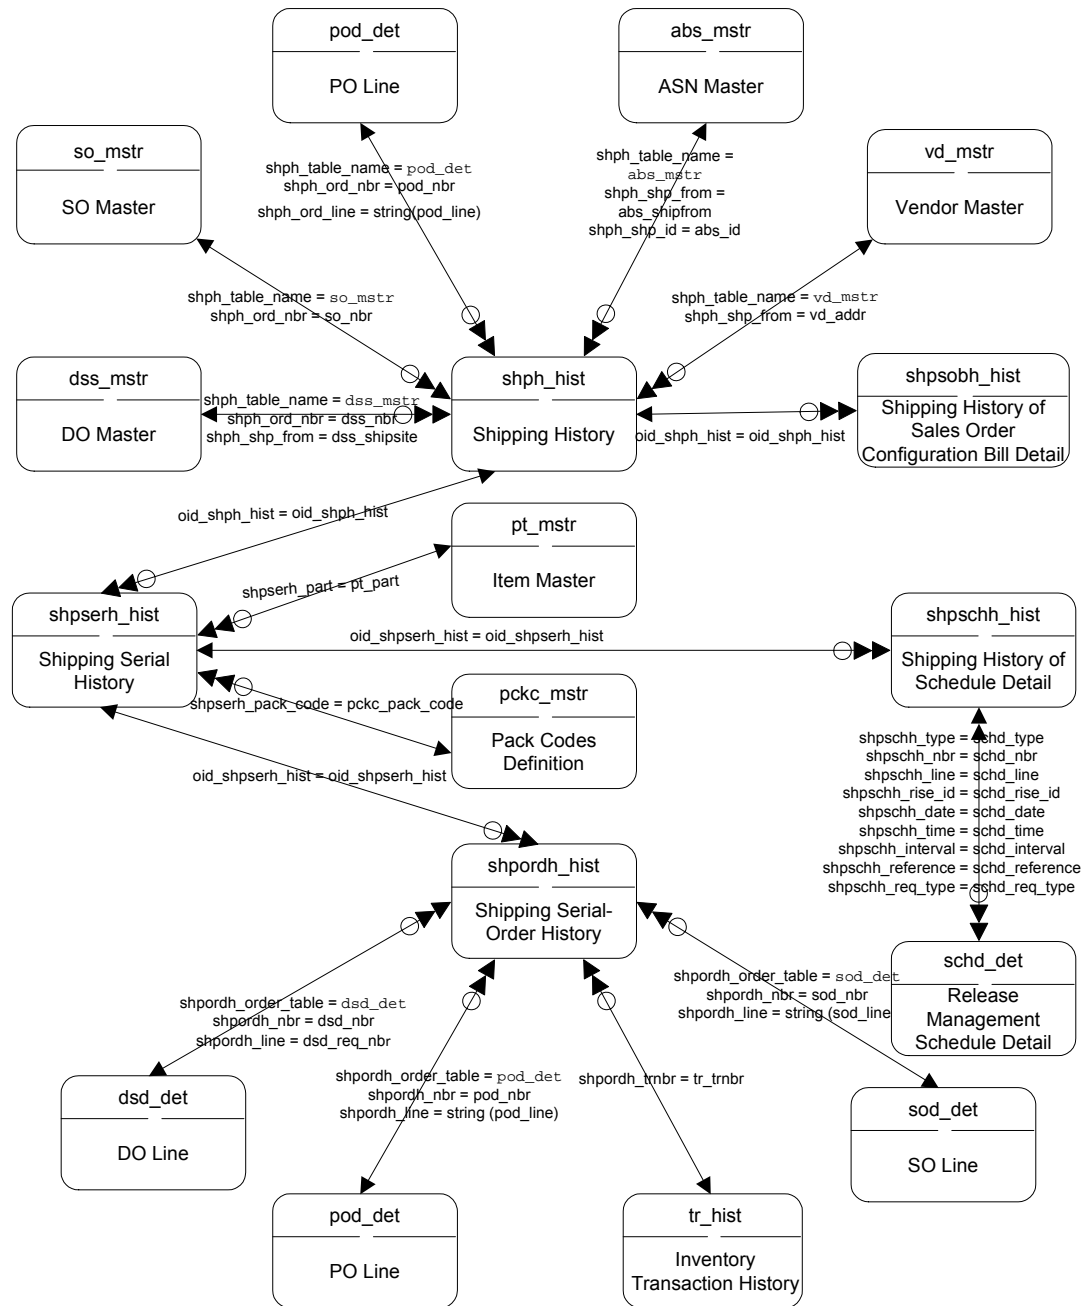 pod_det
PO Line
abs_mstr
ASN Master
so_mstr
SO Master
vd_mstr
Vendor Master
shph_table_name = pod_det
shph_ord_nbr = pod_nbr
shph_ord_line = string(pod_line)
shph_table_name =
abs_mstr
shph_shp_from =
abs_shipfrom
shph_shp_id = abs_id
shph_table_name = so_mstr
shph_ord_nbr = so_nbr
shph_table_name = vd_mstr
shph_shp_from = vd_addr
dss_mstr
DO Master
shph_table_name = dss_mstr
shph_ord_nbr = dss_nbr
shph_shp_from = dss_shipsite
shph_hist
Shipping History
oid_shph_hist = oid_shph_hist
shpsobh_hist
Shipping History of
Sales Order
Configuration Bill Detail
oid_shph_hist = oid_shph_hist
pt_mstr
Item Master
shpserh_part = pt_part
shpserh_hist
Shipping Serial
History
oid_shpserh_hist = oid_shpserh_hist
shpschh_hist
Shipping History of
Schedule Detail
shpserh_pack_code = pckc_pack_code
pckc_mstr
Pack Codes
Definition
oid_shpserh_hist = oid_shpserh_hist
shpschh_type = schd_type
shpschh_nbr = schd_nbr
shpschh_line = schd_line
shpschh_rise_id = schd_rise_id
shpschh_date = schd_date
shpschh_time = schd_time
shpschh_interval = schd_interval
shpschh_reference = schd_reference
shpschh_req_type = schd_req_type
shpordh_hist
Shipping Serial-
Order History
schd_det
Release
Management
Schedule Detail
shpordh_order_table = dsd_det
shpordh_nbr = dsd_nbr
shpordh_line = dsd_req_nbr
shpordh_order_table = pod_det
shpordh_nbr = pod_nbr
shpordh_line = string (pod_line)
shpordh_trnbr = tr_trnbr
shpordh_order_table = sod_det
shpordh_nbr = sod_nbr
shpordh_line = string (sod_line
dsd_det
DO Line
pod_det
PO Line
tr_hist
Inventory
Transaction History
sod_det
SO Line